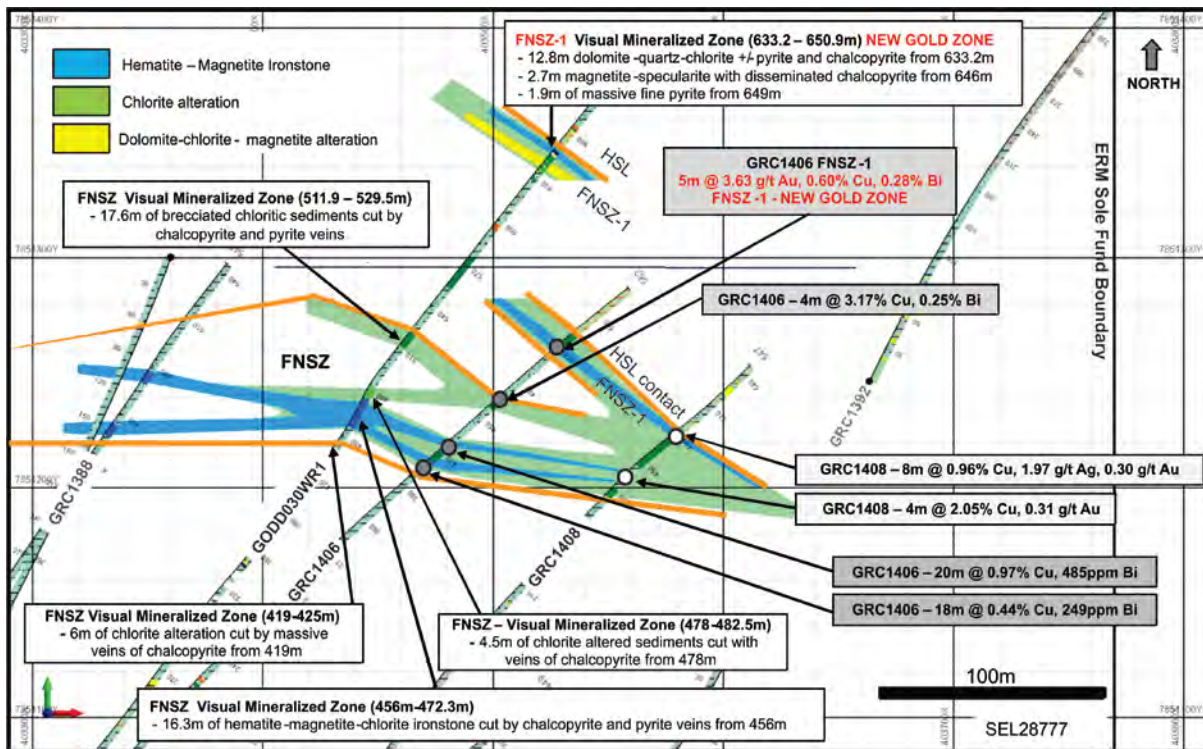 Hematite – Magnetite Ironstone
Chlorite alteration
Dolomite-chlorite - magnetite alteration
FNSZ-1 Visual Mineralized Zone (633.2 – 650.9m) NEW GOLD ZONE
- 12.8m dolomite -quartz-chlorite +/- pyrite and chalcopyrite from 633.2m
- 2.7m magnetite -specularite with disseminated chalcopyrite from 646m
- 1.9m of massive fine pyrite from 649m
NORTH
ERM Sole Fund Boundary
HSL
FNSZ-1
GRC1406 FNSZ -1
5m @ 3.63 g/t Au, 0.60% Cu, 0.28% Bi
FNSZ -1 - NEW GOLD ZONE
FNSZ Visual Mineralized Zone (511.9 – 529.5m)
- 17.6m of brecciated chloritic sediments cut by
chalcopyrite and pyrite veins
GRC1406 – 4m @ 3.17% Cu, 0.25% Bi
FNSZ
HSL contact
FNSZ-1
GRC1392
GRC1388
GODD030WR1
GRC1406
GRC1408
GRC1408 – 8m @ 0.96% Cu, 1.97 g/t Ag, 0.30 g/t Au
GRC1408 – 4m @ 2.05% Cu, 0.31 g/t Au
GRC1406 – 20m @ 0.97% Cu, 485ppm Bi
GRC1406 – 18m @ 0.44% Cu, 249ppm Bi
FNSZ Visual Mineralized Zone (419-425m)
- 6m of chlorite alteration cut by massive
veins of chalcopyrite from 419m
FNSZ – Visual Mineralized Zone (478-482.5m)
- 4.5m of chlorite altered sediments cut with
veins of chalcopyrite from 478m
FNSZ Visual Mineralized Zone (456m-472.3m)
- 16.3m of hematite -magnetite-chlorite ironstone cut by chalcopyrite and pyrite veins from 456m
100m
SEL28777